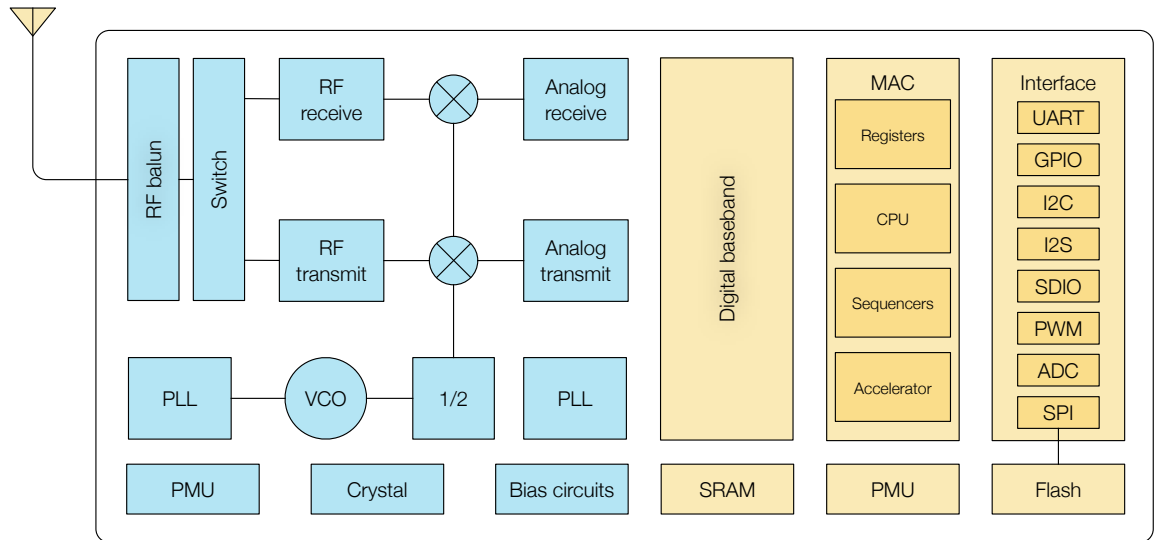 RF balun
Switch
RF
receive
Analog
receive
RF
transmit
Analog
transmit
PLL
VCO
1/2
PLL
PMU
Crystal
Bias circuits
Digital baseband
SRAM
MAC
Registers
CPU
Sequencers
Accelerator
PMU
Interface
UART
GPIO
I2C
I2S
SDIO
PWM
ADC
SPI
Flash